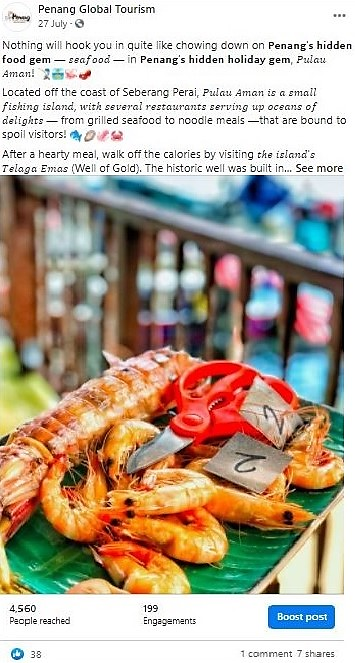 Penang Global Tourism
27 July ·
Nothing will hook you in quite like chowing down on Penang's hidden
food gem — seafood — in Penang's hidden holiday gem, Pulau
Aman!
Located off the coast of Seberang Perai, Pulau Aman is a small
fishing island, with several restaurants serving up oceans of
delights — from grilled seafood to noodle meals —that are bound to
spoil visitors!
After a hearty meal, walk off the calories by visiting the island's
Telaga Emas (Well of Gold). The historic well was built in... See more
2
4,560 199
People reached Engagements Boost post
38 1 comment 7 shares